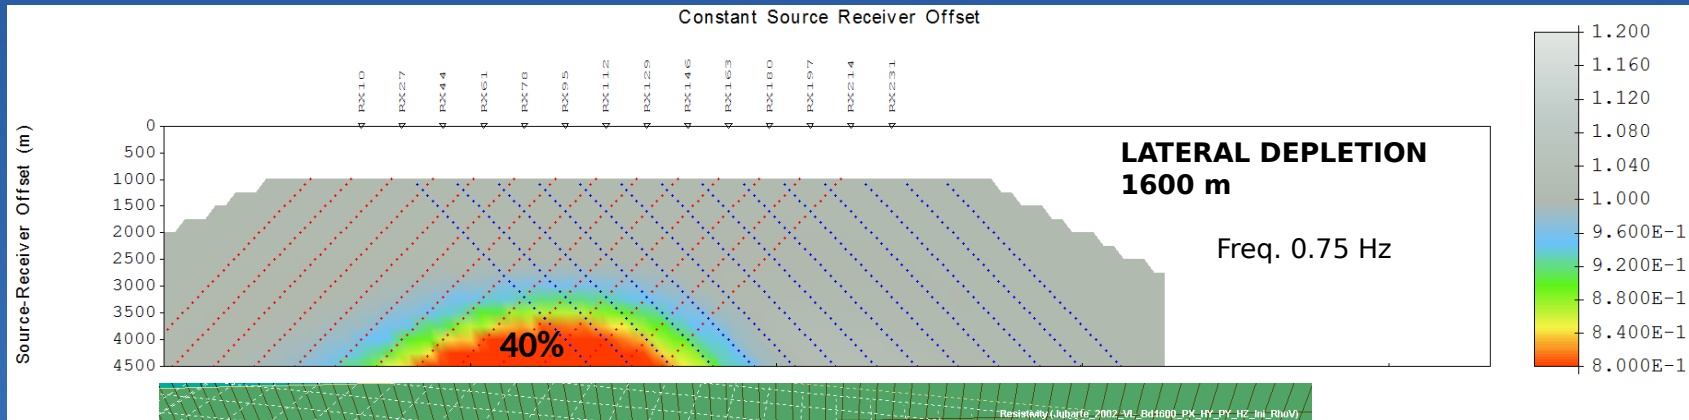 Constant Source Receiver Offset
RX10
RX27
RX44
RX61
RX78
RX95
RX112
RX129
RX146
RX163
RX180
RX197
RX214
RX231
Source-Receiver Offset (m)
0
500
1000
1500
2000
2500
3000
3500
4000
4500
LATERAL DEPLETION
1600 m
Freq. 0.75 Hz
40%
1.200
1.160
1.120
1.080
1.040
1.000
9.600E-1
9.200E-1
8.800E-1
8.400E-1
8.000E-1
Resistivity (Jubarte_2002_VL_Bd1600_PX_HY_PY_HZ_Ini_RhoV)